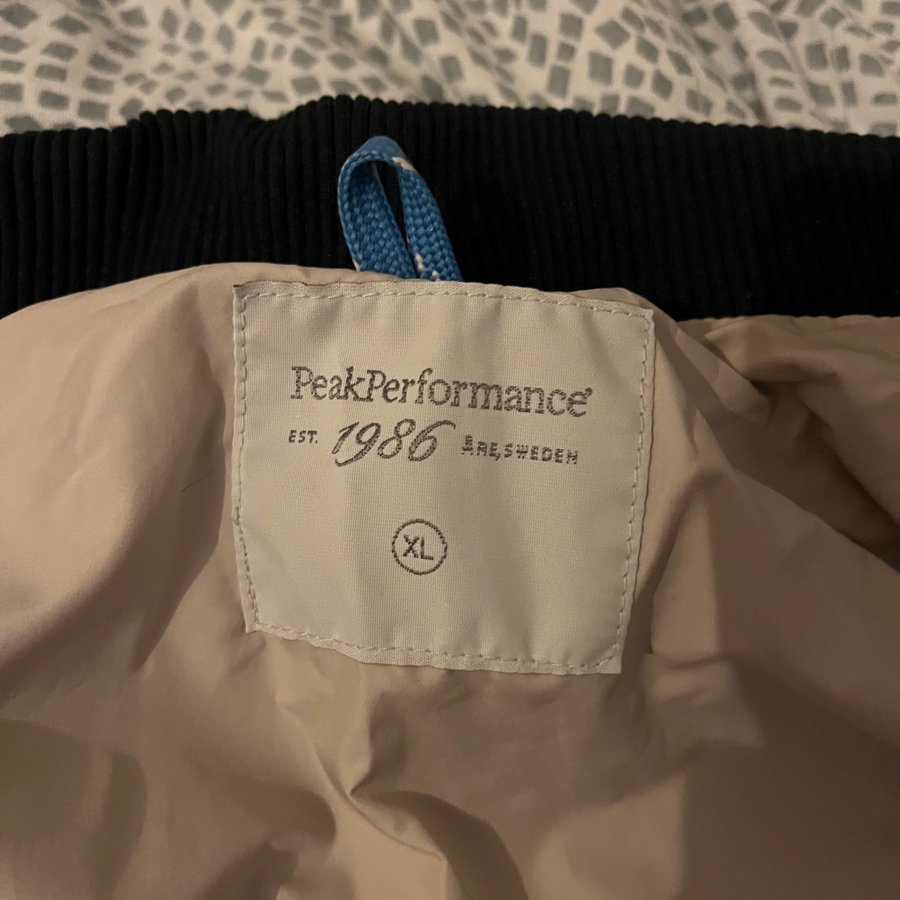 PeakPerformance
EST. 1986 ÅRE, SWEDEN
XL